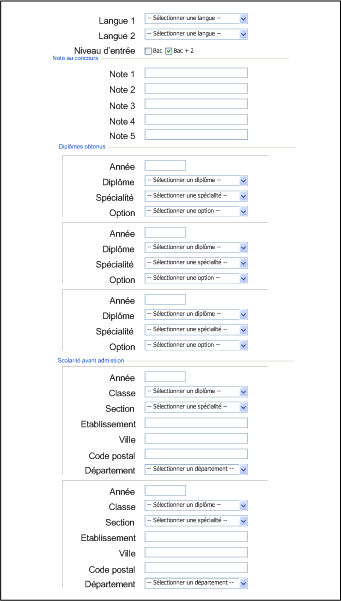 Langue 1 -- Sélectionner une langue --
Langue 2 -- Sélectionner une langue --
Niveau d'entrée Bac Bac + 2
Note au concours
Note 1
Note 2
Note 3
Note 4
Note 5
Diplômes obtenus
Année
Diplôme -- Sélectionner un diplôme --
Spécialité -- Sélectionner une spécialité --
Option -- Sélectionner une option --
Année
Diplôme -- Sélectionner un diplôme --
Spécialité -- Sélectionner une spécialité --
Option -- Sélectionner une option --
Année
Diplôme -- Sélectionner un diplôme --
Spécialité -- Sélectionner une spécialité --
Option -- Sélectionner une option --
Scolarité avant admission
Année
Classe -- Sélectionner un diplôme --
Section -- Sélectionner une spécialité --
Etablissement
Ville
Code postal
Département -- Sélectionner un département --
Année
Classe -- Sélectionner un diplôme --
Section -- Sélectionner une spécialité --
Etablissement
Ville
Code postal
Département -- Sélectionner un département --